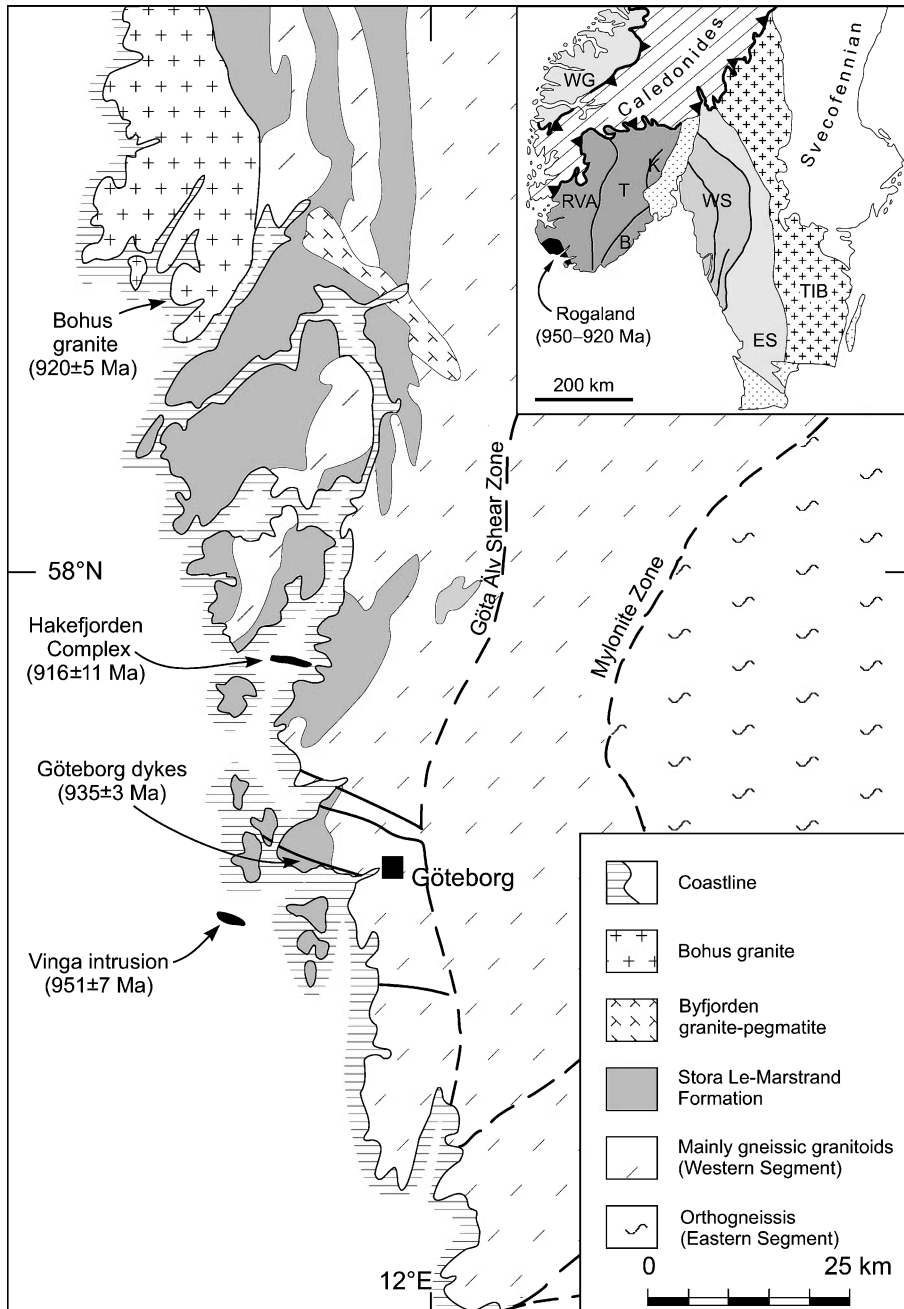 WG
Caledonides
Svecofennian
RVA
T
K
B
WS
TIB
ES
Rogaland
(950–920 Ma)
200 km
Bohus
granite
(920±5 Ma)
Göta Älv Shear Zone
Mylonite Zone
58°N
Hakefjorden
Complex
(916±11 Ma)
Göteborg dykes
(935±3 Ma)
Göteborg
Vinga intrusion
(951±7 Ma)
12°E
Coastline
Bohus granite
Byfjorden
granite-pegmatite
Stora Le-Marstrand
Formation
Mainly gneissic granitoids
(Western Segment)
Orthogneissis
(Eastern Segment)
0
25 km